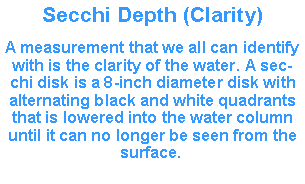 Secchi Depth (Clarity)
A measurement that we all can identify
with is the clarity of the water. A sec-
chi disk is a 8-inch diameter disk with
alternating black and white quadrants
that is lowered into the water column
until it can no longer be seen from the
surface.